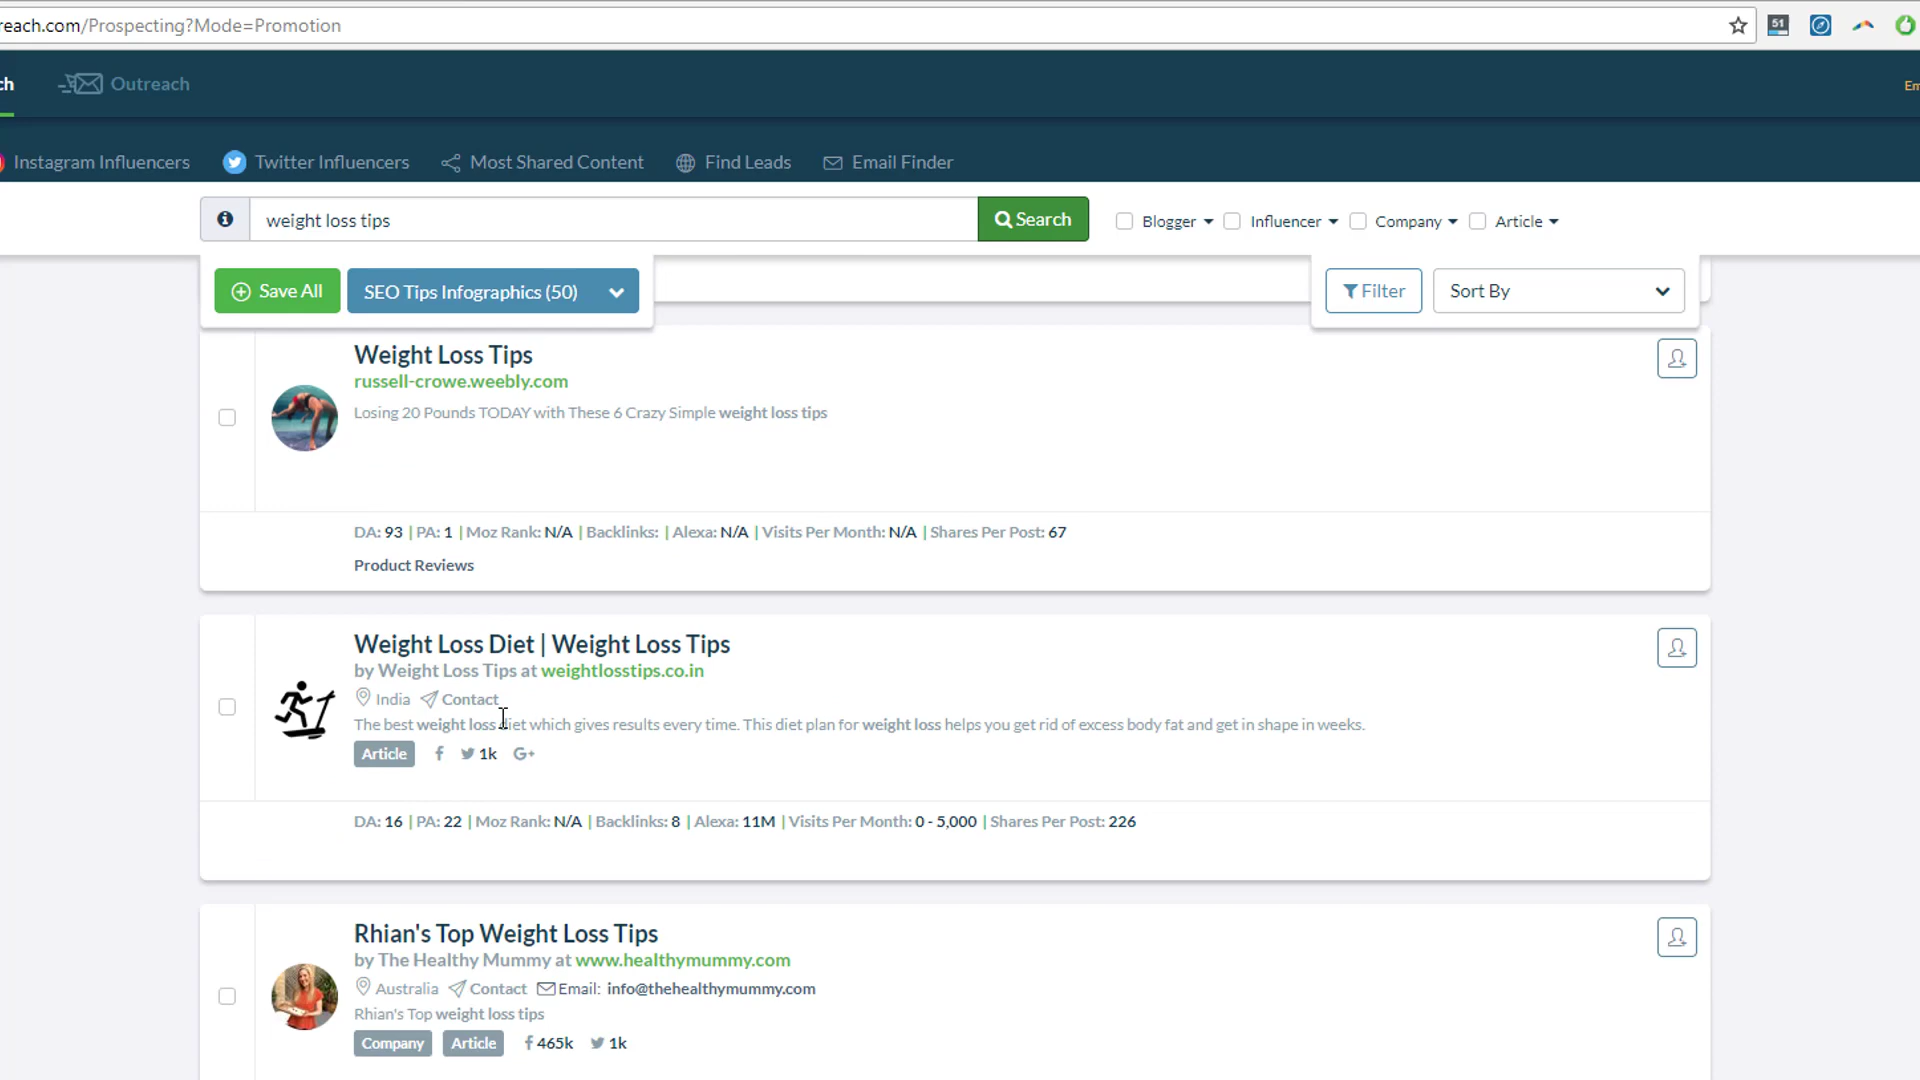 reach.com/Prospecting?Mode=Promotion
51
ch Outreach
Em
Instagram Influencers Twitter Influencers Most Shared Content Find Leads Email Finder
weight loss tips Search Blogger Influencer Company Article
Save All SEO Tips Infographics (50) Filter Sort By
Weight Loss Tips
russell-crowe.weebly.com
Losing 20 Pounds TODAY with These 6 Crazy Simple weight loss tips
DA: 93 | PA: 1 | Moz Rank: N/A | Backlinks: | Alexa: N/A | Visits Per Month: N/A | Shares Per Post: 67
Product Reviews
Weight Loss Diet | Weight Loss Tips
by Weight Loss Tips at weightlosstips.co.in
India Contact
The best weight loss diet which gives results every time. This diet plan for weight loss helps you get rid of excess body fat and get in shape in weeks.
Article f 1k G+
DA: 16 | PA: 22 | Moz Rank: N/A | Backlinks: 8 | Alexa: 11M | Visits Per Month: 0 - 5,000 | Shares Per Post: 226
Rhian's Top Weight Loss Tips
by The Healthy Mummy at www.healthymummy.com
Australia Contact Email: info@thehealthymummy.com
Rhian's Top weight loss tips
Company Article f 465k 1k